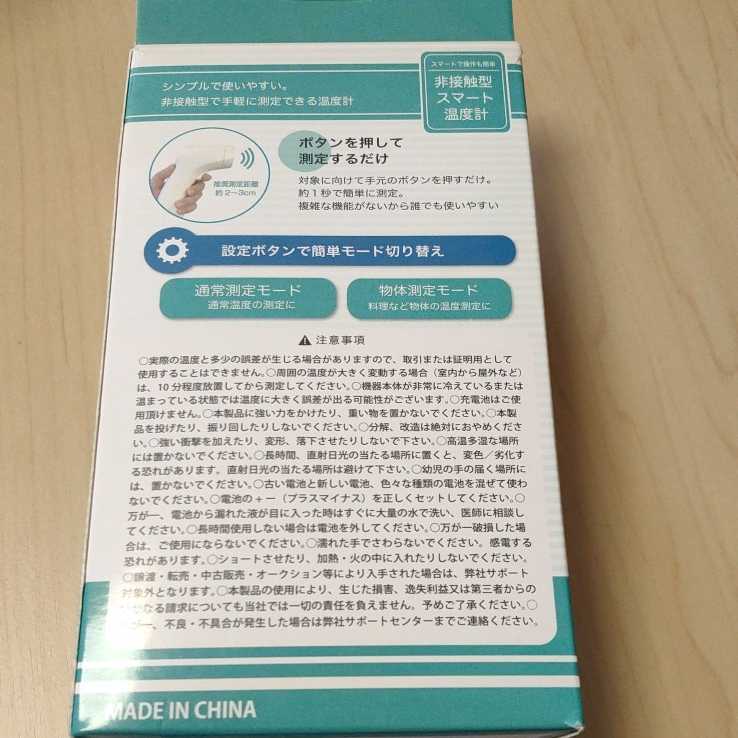 スマートで操作も簡単
非接触型
スマート
温度計
シンプルで使いやすい。
非接触型で手軽に測定できる温度計
推奨測定距離
約2～3cm
ボタンを押して
測定するだけ
対象に向けて手元のボタンを押すだけ。
約1秒で簡単に測定。
複雑な機能がないから誰でも使いやすい
設定ボタンで簡単モード切り替え
通常測定モード
通常温度の測定に
物体測定モード
料理など物体の温度測定に
⚠注意事項
○実際の温度と多少の誤差が生じる場合がありますので、取引または証明用として
使用することはできません。○周囲の温度が大きく変動する場合（室内から屋外など）
は、10分程度放置してから測定してください。○機器本体が非常に冷えているまたは
温まっている状態では温度に大きく誤差が出る可能性がございます。○充電池はご使
用頂けません。○本製品に強い力をかけたり、重い物を置かないでください。○本製
品を投げたり、振り回したりしないでください。○分解、改造は絶対におやめくださ
い。○強い衝撃を加えたり、変形、落下させたりしないで下さい。○高温多湿な場所
には置かないでください。○長時間、直射日光の当たる場所に置くと、変色／劣化す
る恐れがあります。直射日光の当たる場所は避けて下さい。○幼児の手の届く場所に
は、置かないでください。○古い電池と新しい電池、色々な種類の電池を混ぜて使わ
ないでください。○電池の＋－（プラスマイナス）を正しくセットしてください。○
万が一、電池から漏れた液が目に入った時はすぐに大量の水で洗い、医師に相談し
てください。○長時間使用しない場合は電池を外してください。○万が一破損した場
合は、ご使用にならないでください。○濡れた手でさわらないでください。感電する
恐れがあります。○ショートさせたり、加熱・火の中に入れたりしないでください。
○譲渡・転売・中古販売・オークション等により入手された場合は、弊社サポート
対象外となります。○本製品の使用により、生じた損害、逸失利益又は第三者からの
いかなる請求についても当社では一切の責任を負えません。予めご了承ください。○
万が一、不良・不具合が発生した場合は弊社サポートセンターまでご連絡ください。
MADE IN CHINA